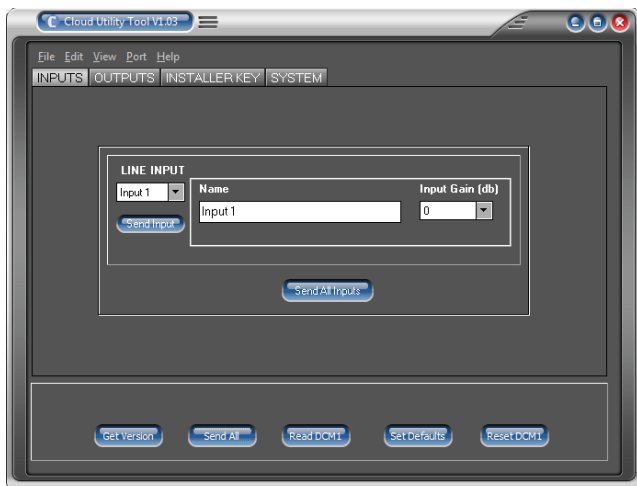 C Cloud Utility Tool V1.03
File Edit View Port Help
INPUTS OUTPUTS INSTALLER KEY SYSTEM
LINE INPUT
Input 1
Send Input
Name
Input 1
Input Gain (db)
0
Send All Inputs
Get Version Send All Read DCM1 Set Defaults Reset DCM1